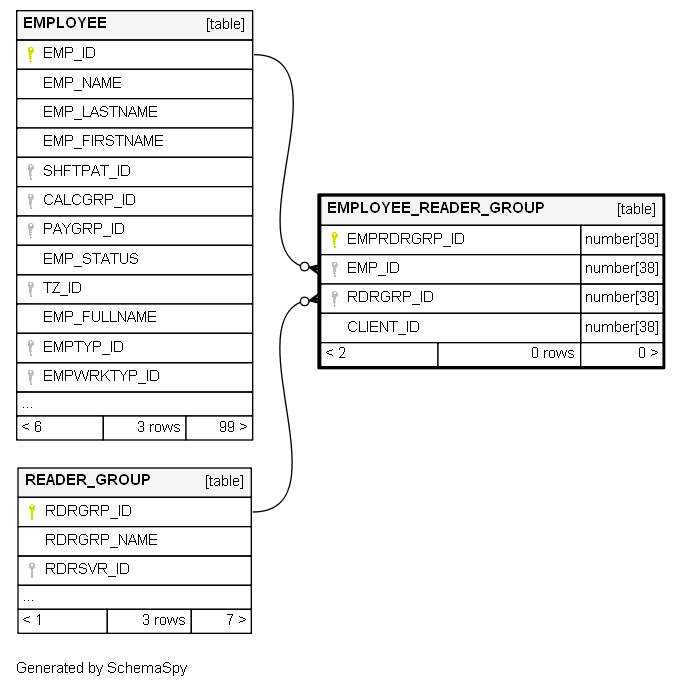 EMPLOYEE [table]
EMP_ID
EMP_NAME
EMP_LASTNAME
EMP_FIRSTNAME
SHFTPAT_ID
CALCGRP_ID
PAYGRP_ID
EMP_STATUS
TZ_ID
EMP_FULLNAME
EMPTYP_ID
EMPWRKTYP_ID
...
< 6 3 rows 99 >
EMPLOYEE_READER_GROUP [table]
EMPRDRGRP_ID number[38]
EMP_ID number[38]
RDRGRP_ID number[38]
CLIENT_ID number[38]
< 2 0 rows 0 >
READER_GROUP [table]
RDRGRP_ID
RDRGRP_NAME
RDRSVR_ID
...
< 1 3 rows 7 >
Generated by SchemaSpy